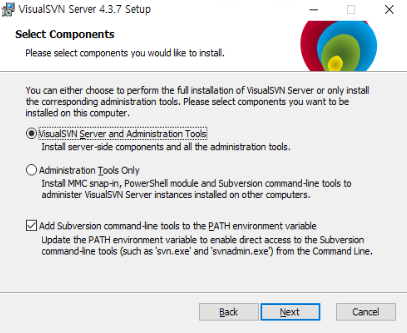 VisualSVN Server 4.3.7 Setup
Select Components
Please select components you would like to install.
You can either choose to perform the full installation of VisualSVN Server or only install
the corresponding administration tools. Please select components you want to be
installed on this computer.
VisualSVN Server and Administration Tools
Install server-side components and all the administration tools.
Administration Tools Only
Install MMC snap-in, PowerShell module and Subversion command-line tools to
administer VisualSVN Server instances installed on other computers.
Add Subversion command-line tools to the PATH environment variable
Update the PATH environment variable to enable direct access to the Subversion
command-line tools (such as 'svn.exe' and 'svnadmin.exe') from the Command Line.
Back
Next
Cancel